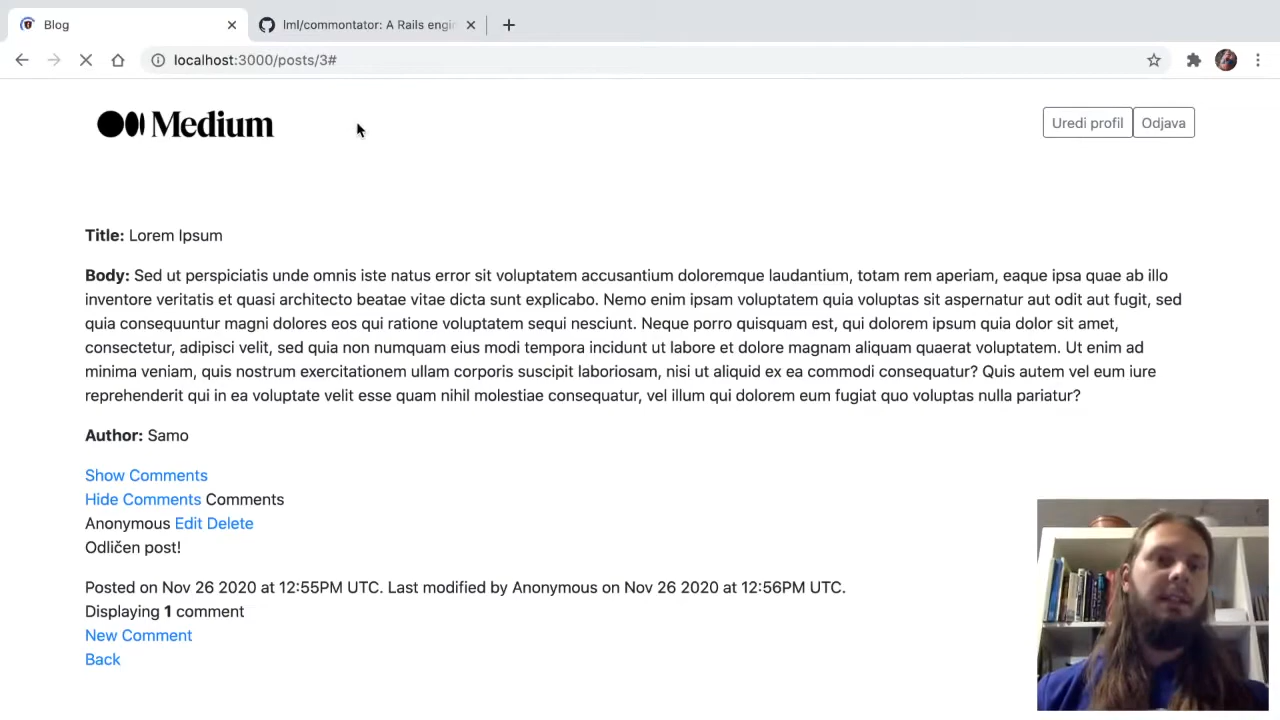 Blog
lml/commontator: A Rails engin
localhost:3000/posts/3#
Medium
Uredi profil
Odjava
Title: Lorem Ipsum
Body: Sed ut perspiciatis unde omnis iste natus error sit voluptatem accusantium doloremque laudantium, totam rem aperiam, eaque ipsa quae ab illo
inventore veritatis et quasi architecto beatae vitae dicta sunt explicabo. Nemo enim ipsam voluptatem quia voluptas sit aspernatur aut odit aut fugit, sed
quia consequuntur magni dolores eos qui ratione voluptatem sequi nesciunt. Neque porro quisquam est, qui dolorem ipsum quia dolor sit amet,
consectetur, adipisci velit, sed quia non numquam eius modi tempora incidunt ut labore et dolore magnam aliquam quaerat voluptatem. Ut enim ad
minima veniam, quis nostrum exercitationem ullam corporis suscipit laboriosam, nisi ut aliquid ex ea commodi consequatur? Quis autem vel eum iure
reprehenderit qui in ea voluptate velit esse quam nihil molestiae consequatur, vel illum qui dolorem eum fugiat quo voluptas nulla pariatur?
Author: Samo
Show Comments
Hide Comments Comments
Anonymous Edit Delete
Odličen post!
Posted on Nov 26 2020 at 12:55PM UTC. Last modified by Anonymous on Nov 26 2020 at 12:56PM UTC.
Displaying 1 comment
New Comment
Back